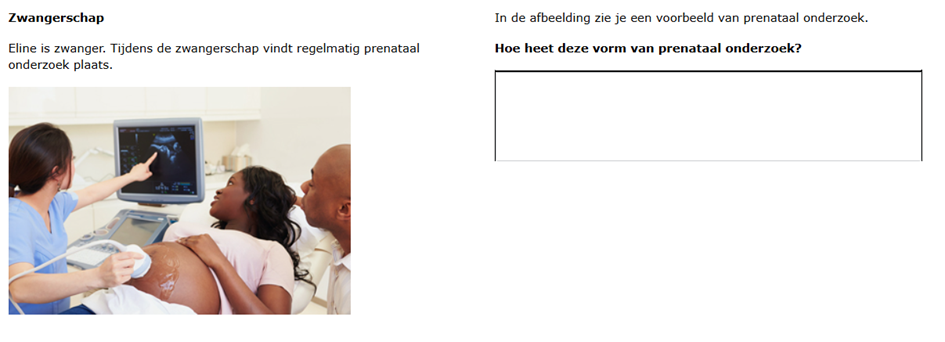 Zwangerschap
Eline is zwanger. Tijdens de zwangerschap vindt regelmatig prenataal
onderzoek plaats.
In de afbeelding zie je een voorbeeld van prenataal onderzoek.
Hoe heet deze vorm van prenataal onderzoek?